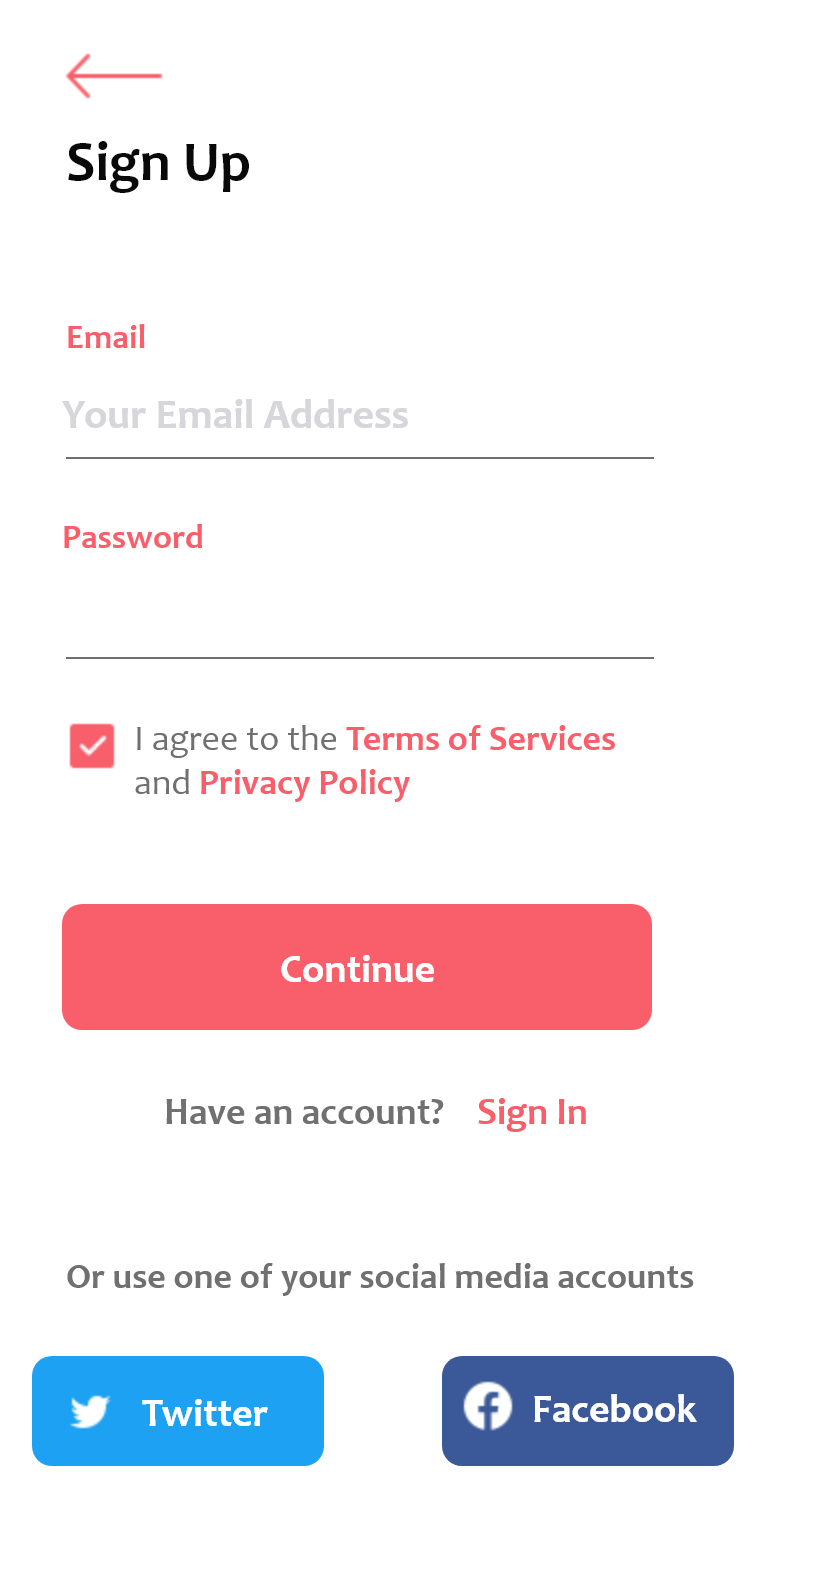 Sign Up
Email
Your Email Address
Password
I agree to the Terms of Services
and Privacy Policy
Continue
Have an account? Sign In
Or use one of your social media accounts
Twitter
Facebook